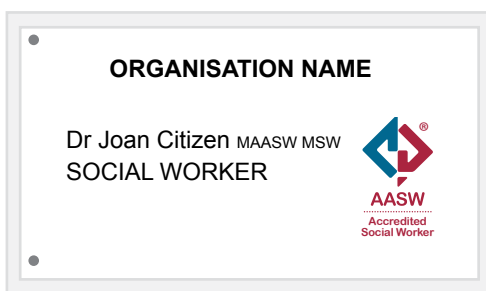 ORGANISATION NAME
Dr Joan Citizen MAASW MSW
SOCIAL WORKER
®
AASW
Accredited
Social Worker